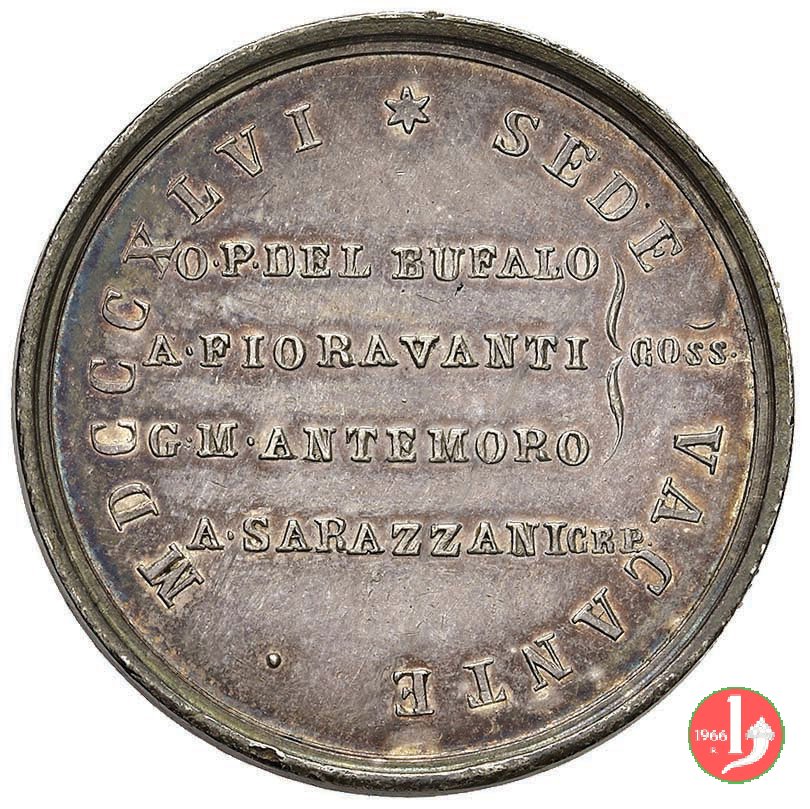 SEDE VACANTE · MDCCCXLVI
O·P·DEL BUFALO
A·FIORAVANTI COSS.
G·M·ANTEMORO
A·SARAZZANI CRP.
1966
R.